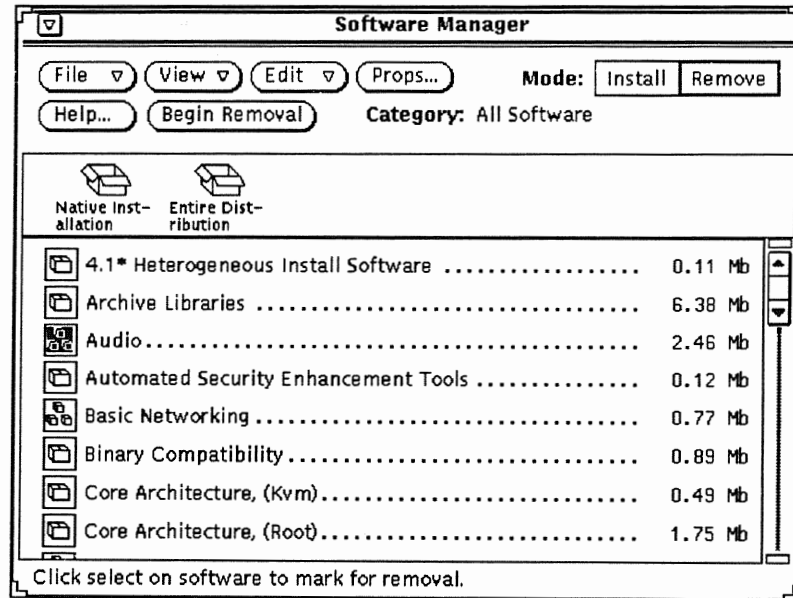 Software Manager
File View Edit Props... Mode: Install Remove
Help... Begin Removal Category: All Software
Native Inst- Entire Dist-
allation ribution
4.1* Heterogeneous Install Software .................. 0.11 Mb
Archive Libraries ................................... 6.38 Mb
Audio............................................. 2.46 Mb
Automated Security Enhancement Tools ............... 0.12 Mb
Basic Networking ................................... 0.77 Mb
Binary Compatibility ................................ 0.89 Mb
Core Architecture, (Kvm)............................. 0.49 Mb
Core Architecture, (Root)............................. 1.75 Mb
Click select on software to mark for removal.